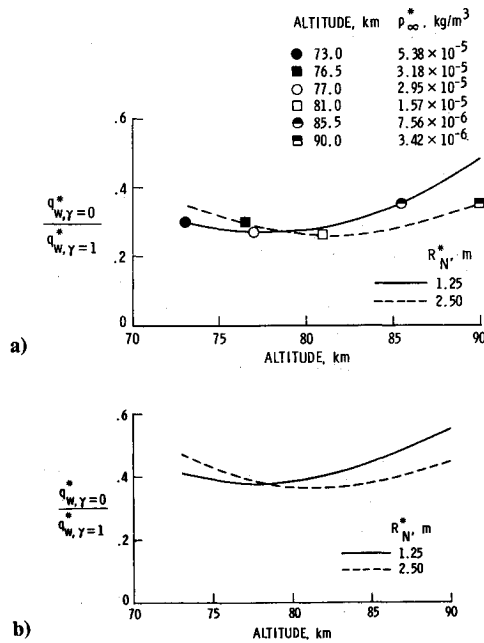 ALTITUDE, km ρ*∞, kg/m³
73.0 5.38 × 10⁻⁵
76.5 3.18 × 10⁻⁵
77.0 2.95 × 10⁻⁵
81.0 1.57 × 10⁻⁵
85.5 7.56 × 10⁻⁶
90.0 3.42 × 10⁻⁶
.6
.4
q*w,γ=0
q*w,γ=1
.2
R*N, m
1.25
2.50
0
70 75 80 85 90
ALTITUDE, km
a)
.6
.4
q*w,γ=0
q*w,γ=1
.2
R*N, m
1.25
2.50
0
70 75 80 85 90
ALTITUDE, km
b)